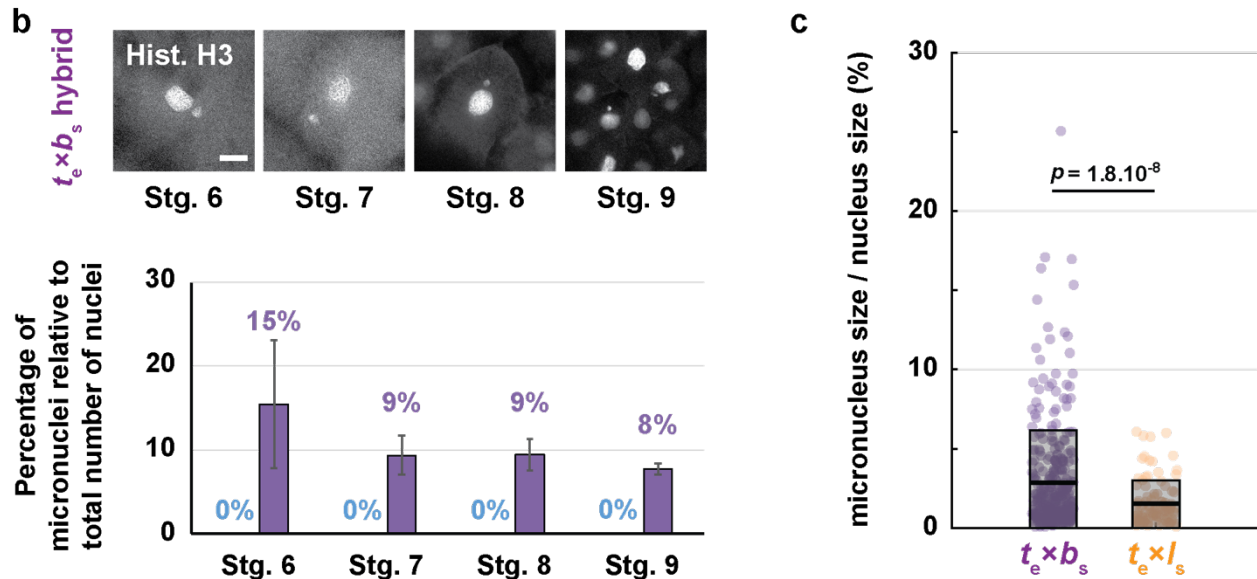 b
te×bs hybrid
Hist. H3
Stg. 6 Stg. 7 Stg. 8 Stg. 9
Percentage of
micronuclei relative to
total number of nuclei
30
20
10
0
15%
9%
9%
8%
0% 0% 0% 0%
Stg. 6 Stg. 7 Stg. 8 Stg. 9
c
micronucleus size / nucleus size (%)
30
20
10
0
p = 1.8.10-8
te×bs te×ls